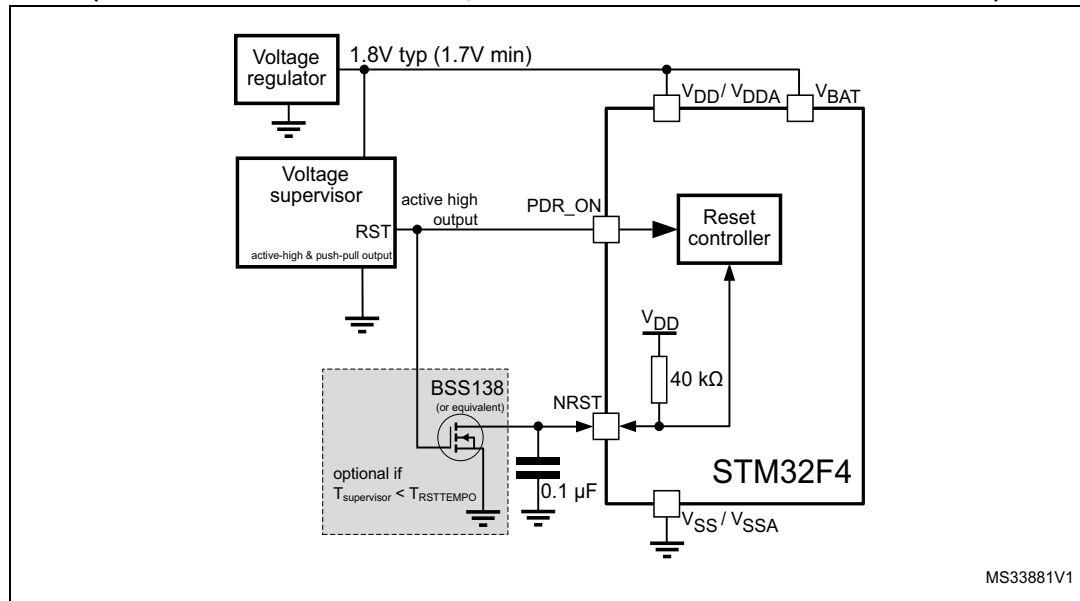 Voltage
regulator
1.8V typ (1.7V min)
VDD/ VDDA
VBAT
Voltage
supervisor
RST
active-high & push-pull output
active high
output
PDR_ON
Reset
controller
VDD
40 kΩ
BSS138
(or equivalent)
NRST
optional if
Tsupervisor < TRSTTEMPO
0.1 µF
STM32F4
VSS / VSSA
MS33881V1